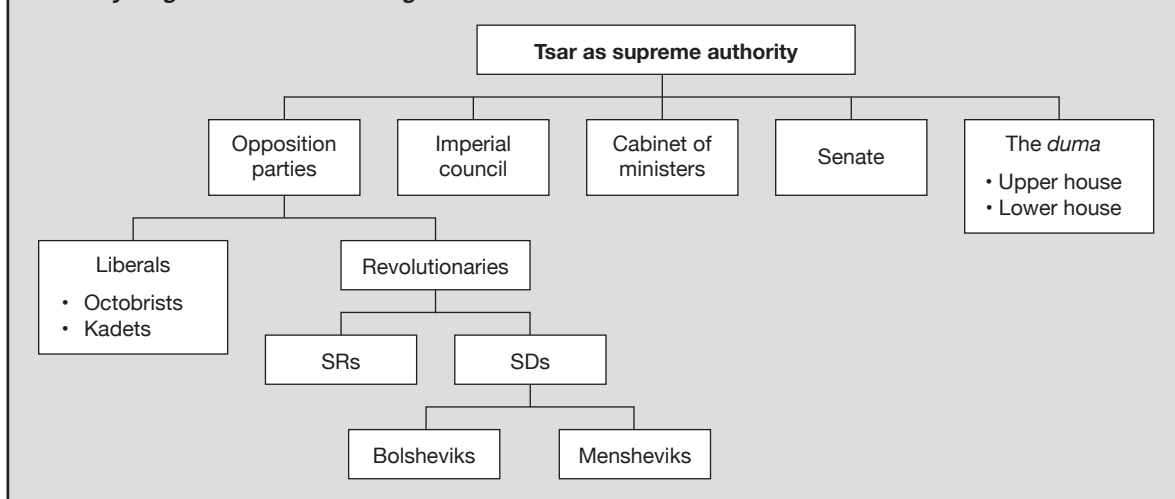 Tsar as supreme authority
Opposition
parties
Imperial
council
Cabinet of
ministers
Senate
The duma
• Upper house
• Lower house
Liberals
• Octobrists
• Kadets
Revolutionaries
SRs
SDs
Bolsheviks
Mensheviks